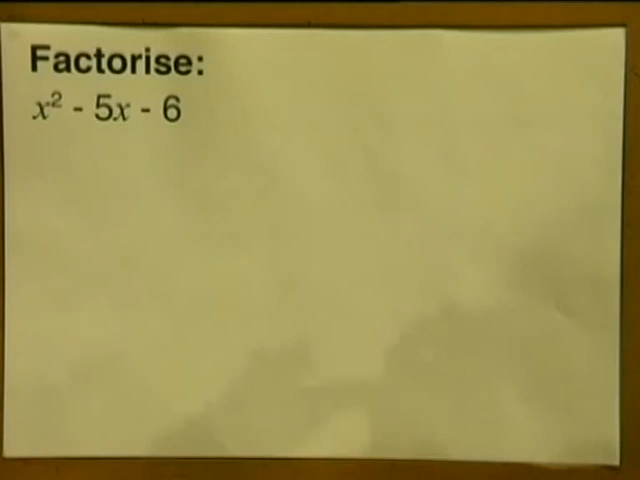 Factorise:
x² - 5x - 6